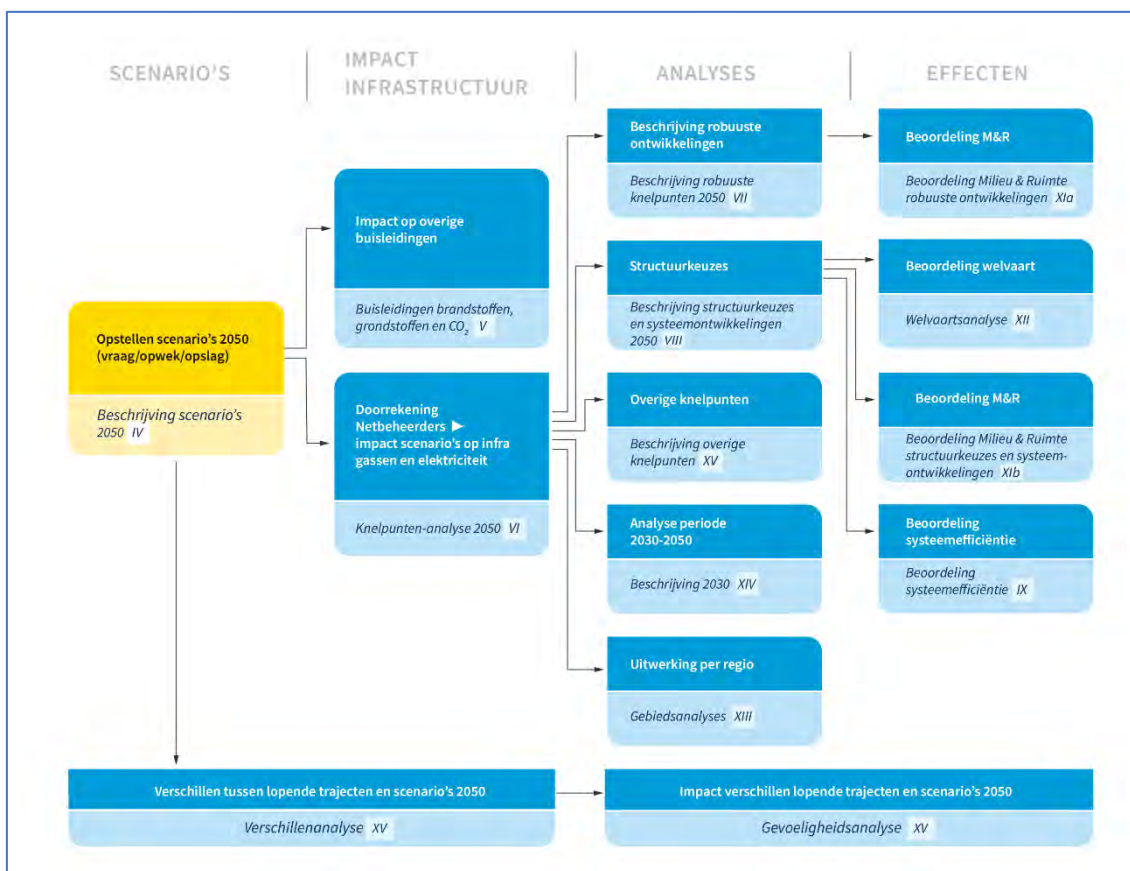 SCENARIO'S
IMPACT
INFRASTRUCTUUR
ANALYSES
EFFECTEN
Opstellen scenario's 2050
(vraag/opwek/opslag)
Beschrijving scenario's
2050 IV
Impact op overige
buisleidingen
Buisleidingen brandstoffen,
grondstoffen en CO₂ V
Doorrekening
Netbeheerders ▶
impact scenario's op infra
gassen en elektriciteit
Knelpunten-analyse 2050 VI
Beschrijving robuuste
ontwikkelingen
Beschrijving robuuste
knelpunten 2050 VII
Structuurkeuzes
Beschrijving structuurkeuzes
en systeemontwikkelingen
2050 VIII
Overige knelpunten
Beschrijving overige
knelpunten XV
Analyse periode
2030-2050
Beschrijving 2030 XIV
Uitwerking per regio
Gebiedsanalyses XIII
Beoordeling M&R
Beoordeling Milieu & Ruimte
robuuste ontwikkelingen XIa
Beoordeling welvaart
Welvaartsanalyse XII
Beoordeling M&R
Beoordeling Milieu & Ruimte
structuurkeuzes en systeem-
ontwikkelingen XIb
Beoordeling
systeemefficiëntie
Beoordeling
systeemefficiëntie IX
Verschillen tussen lopende trajecten en scenario's 2050
Verschillenanalyse XV
Impact verschillen lopende trajecten en scenario's 2050
Gevoeligheidsanalyse XV